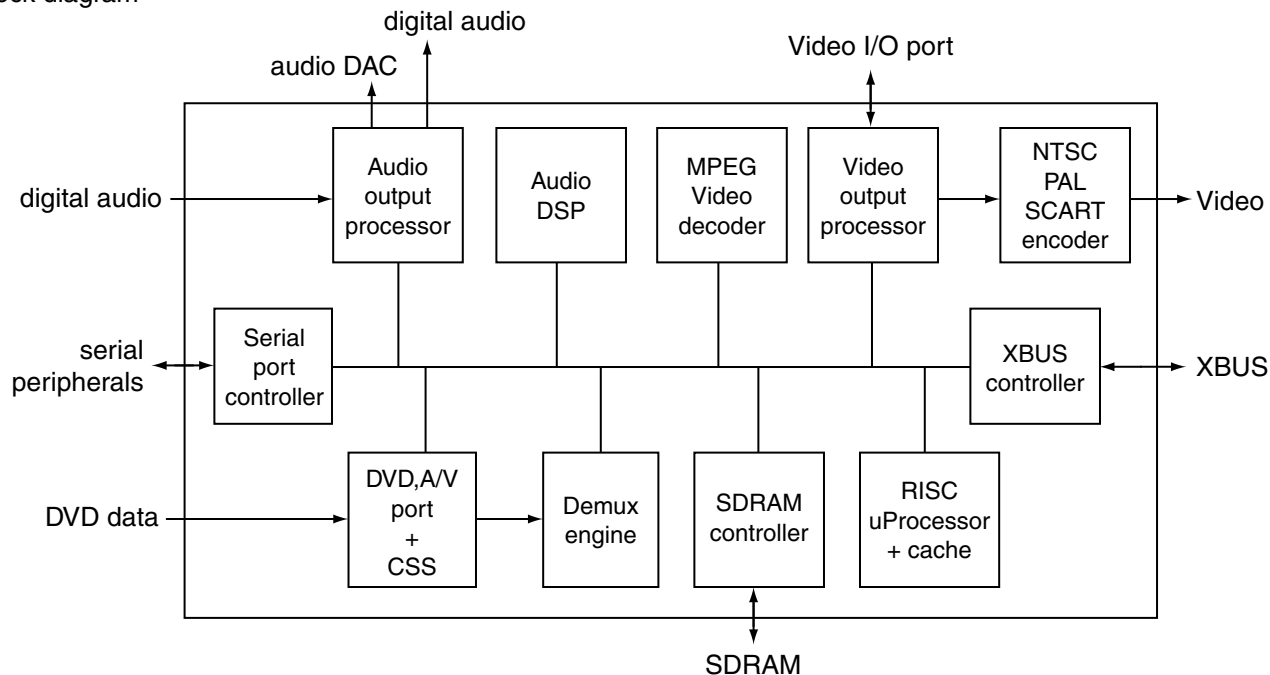 diagram
digital audio
audio DAC
Video I/O port
Audio
output
processor
Audio
DSP
MPEG
Video
decoder
Video
output
processor
NTSC
PAL
SCART
encoder
digital audio
Video
Serial
port
controller
serial
peripherals
XBUS
controller
XBUS
DVD,A/V
port
+
CSS
Demux
engine
SDRAM
controller
RISC
uProcessor
+ cache
DVD data
SDRAM